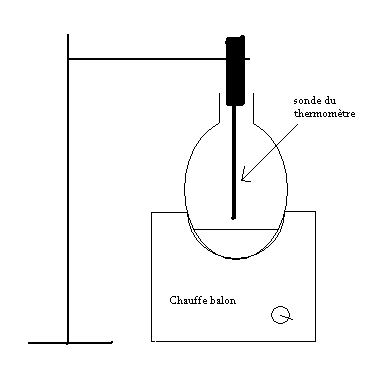 sonde du
thermomètre
Chauffe balon